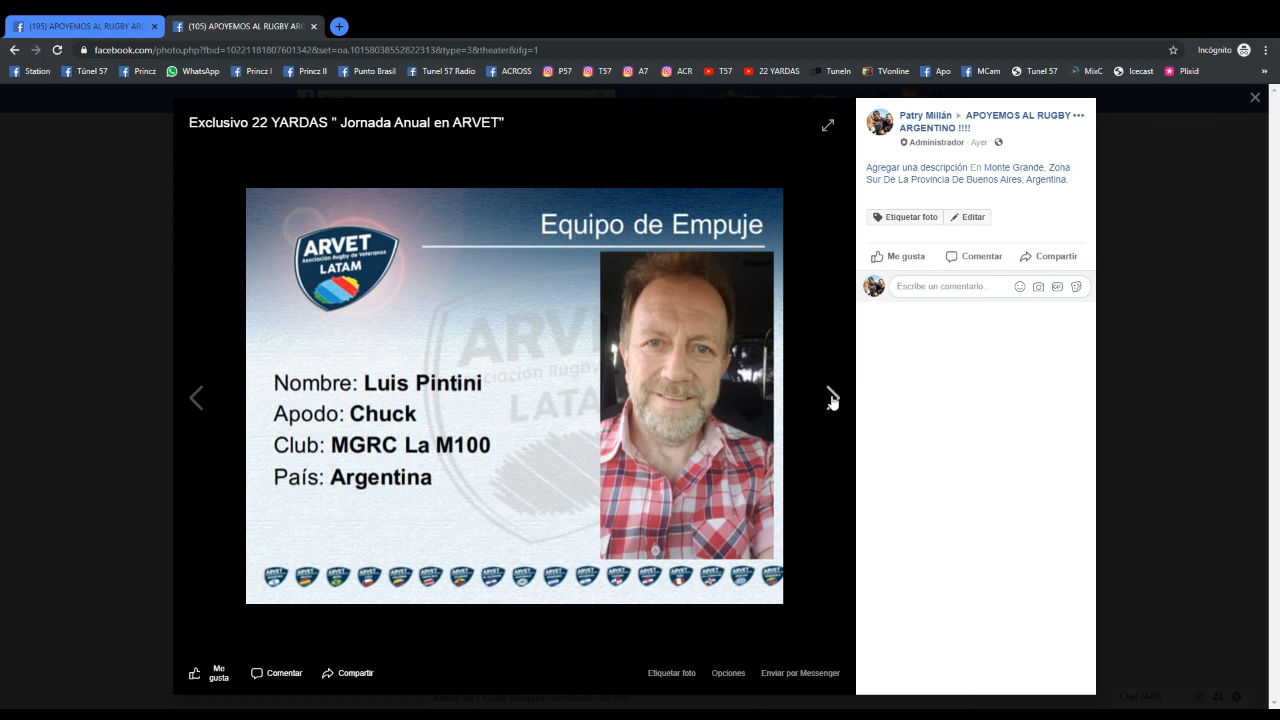 (195) APOYEMOS AL RUGBY AR
(105) APOYEMOS AL RUGBY AR
facebook.com/photo.php?fbid=10221181807601342&set=oa.10158038552822313&type=3&theater&ifg=1
Incógnito
Station
Túnel 57
Princz
WhatsApp
Princz I
Princz II
Punto Brasil
Tunel 57 Radio
ACROSS
P57
T57
A7
ACR
T57
22 YARDAS
TuneIn
TVonline
Apo
MCam
Tunel 57
MixC
Icecast
Plixid
»
Exclusivo 22 YARDAS " Jornada Anual en ARVET"
Equipo de Empuje
ARVET
Asociación Rugby de Veteranos
LATAM
Nombre: Luis Pintini
Apodo: Chuck
Club: MGRC La M100
País: Argentina
Me gusta
Comentar
Compartir
Etiquetar foto
Opciones
Enviar por Messenger
Patry Millán ▸ APOYEMOS AL RUGBY
ARGENTINO !!!!
Administrador · Ayer ·
Agregar una descripción En Monte Grande, Zona
Sur De La Provincia De Buenos Aires, Argentina.
Etiquetar foto
Editar
Me gusta
Comentar
Compartir
Escribe un comentario...
GIF
Chat (478)